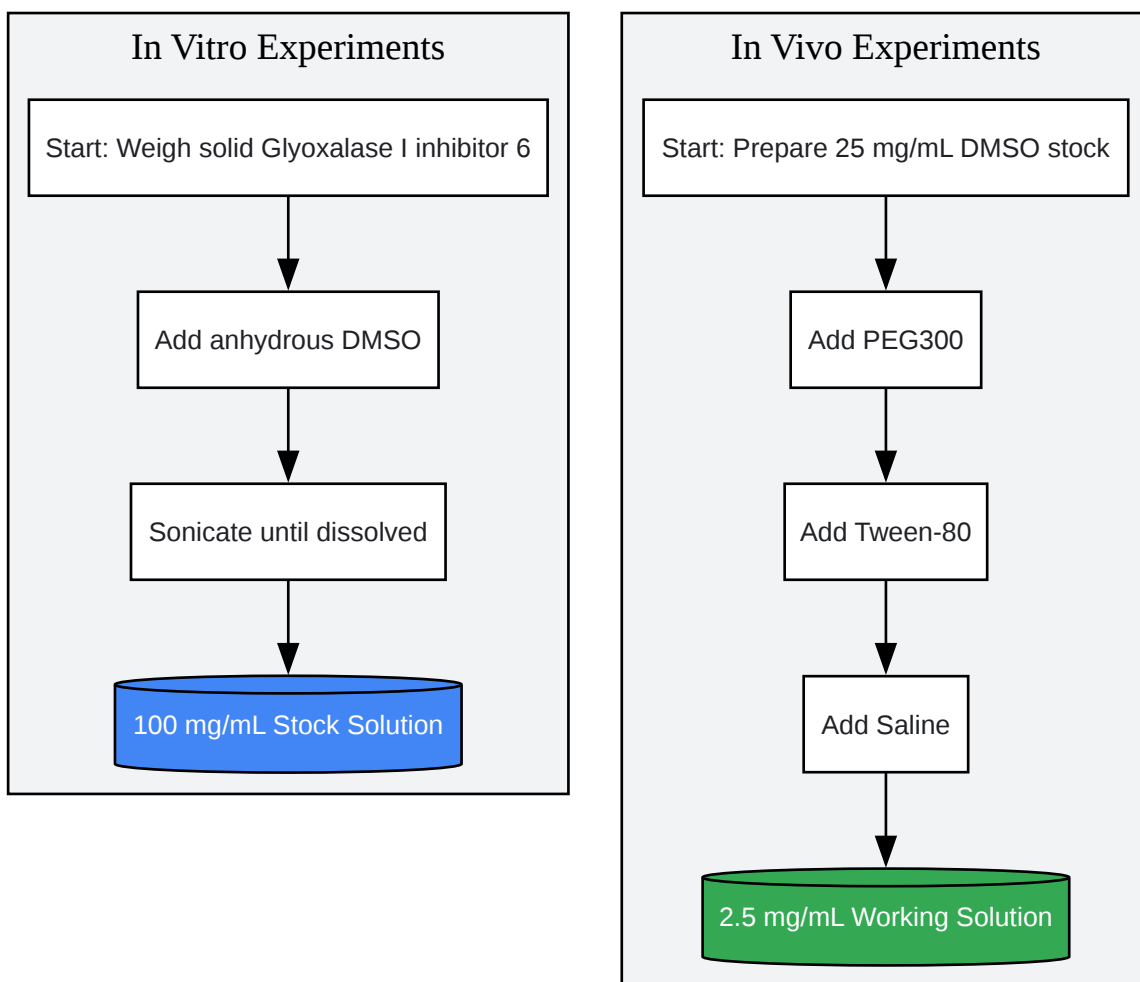 In Vitro Experiments
Start: Weigh solid Glyoxalase I inhibitor 6
Add anhydrous DMSO
Sonicate until dissolved
100 mg/mL Stock Solution
In Vivo Experiments
Start: Prepare 25 mg/mL DMSO stock
Add PEG300
Add Tween-80
Add Saline
2.5 mg/mL Working Solution